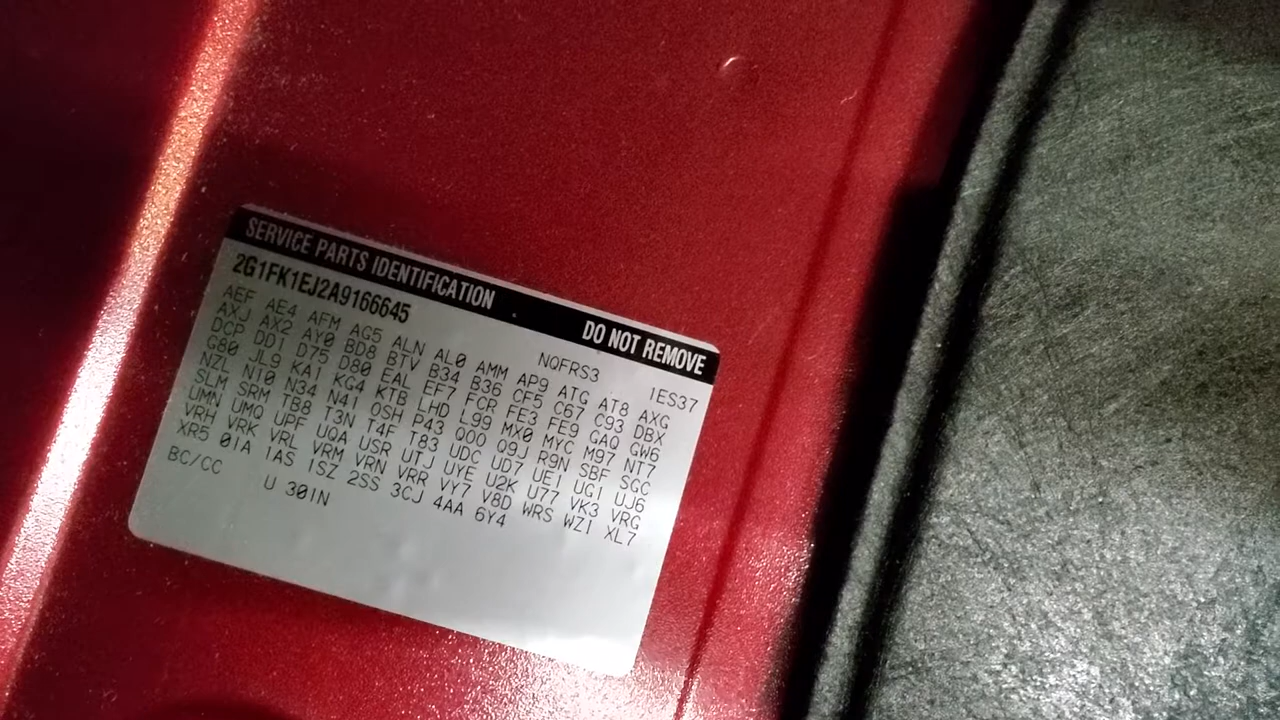 SERVICE PARTS IDENTIFICATION DO NOT REMOVE
2G1FK1EJ2A9166645 NQFRS3 1ES37
AEF AE4 AFM AG5 ALN AL0 AMM AP9 ATG AT8 AXG
AXJ AX2 AY0 BD8 BTV B34 B36 CF5 C67 C93 DBX
DCP DD1 D75 D80 EAL EF7 FCR FE3 FE9 GAQ GW6
G80 JL9 KA1 KG4 KTB LHD L99 MX0 MYC M97 NT7
NZL NT0 N34 N41 OSH P43 Q00 Q9J R9N SBF SGC
SLM SRM TB8 T3N T4F T83 UDC UD7 UE1 UG1 UJ6
UMN UMQ UPF UQA USR UTJ UYE U2K U77 VK3 VRG
VRH VRK VRL VRM VRN VRR VY7 V8D WRS WZ1 XL7
XR5 01A 1AS 1SZ 2SS 3CJ 4AA 6Y4
BC/CC U 301N